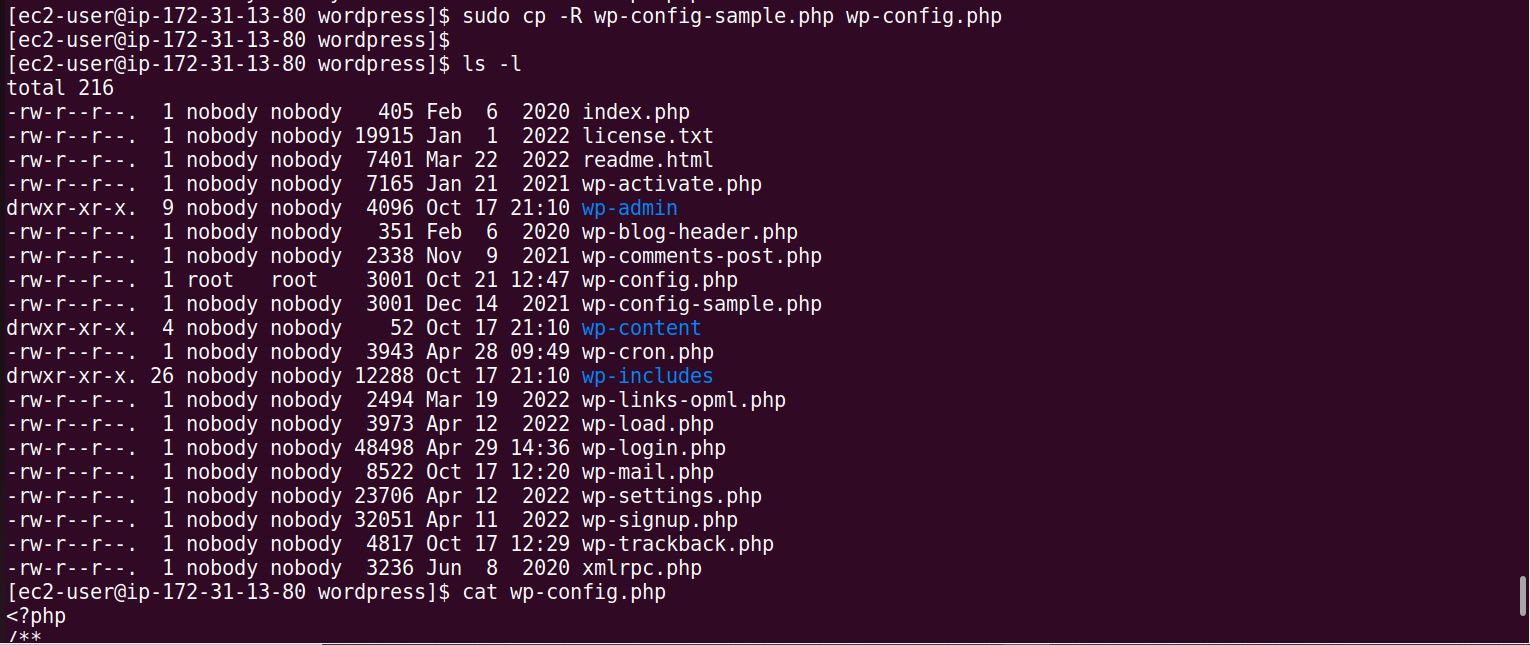 [ec2-user@ip-172-31-13-80 wordpress]$ sudo cp -R wp-config-sample.php wp-config.php
[ec2-user@ip-172-31-13-80 wordpress]$
[ec2-user@ip-172-31-13-80 wordpress]$ ls -l
total 216
-rw-r--r--.  1 nobody nobody   405 Feb  6  2020 index.php
-rw-r--r--.  1 nobody nobody 19915 Jan  1  2022 license.txt
-rw-r--r--.  1 nobody nobody  7401 Mar 22  2022 readme.html
-rw-r--r--.  1 nobody nobody  7165 Jan 21  2021 wp-activate.php
drwxr-xr-x.  9 nobody nobody  4096 Oct 17 21:10 wp-admin
-rw-r--r--.  1 nobody nobody   351 Feb  6  2020 wp-blog-header.php
-rw-r--r--.  1 nobody nobody  2338 Nov  9  2021 wp-comments-post.php
-rw-r--r--.  1 root   root    3001 Oct 21 12:47 wp-config.php
-rw-r--r--.  1 nobody nobody  3001 Dec 14  2021 wp-config-sample.php
drwxr-xr-x.  4 nobody nobody    52 Oct 17 21:10 wp-content
-rw-r--r--.  1 nobody nobody  3943 Apr 28 09:49 wp-cron.php
drwxr-xr-x. 26 nobody nobody 12288 Oct 17 21:10 wp-includes
-rw-r--r--.  1 nobody nobody  2494 Mar 19  2022 wp-links-opml.php
-rw-r--r--.  1 nobody nobody  3973 Apr 12  2022 wp-load.php
-rw-r--r--.  1 nobody nobody 48498 Apr 29 14:36 wp-login.php
-rw-r--r--.  1 nobody nobody  8522 Oct 17 12:20 wp-mail.php
-rw-r--r--.  1 nobody nobody 23706 Apr 12  2022 wp-settings.php
-rw-r--r--.  1 nobody nobody 32051 Apr 11  2022 wp-signup.php
-rw-r--r--.  1 nobody nobody  4817 Oct 17 12:29 wp-trackback.php
-rw-r--r--.  1 nobody nobody  3236 Jun  8  2020 xmlrpc.php
[ec2-user@ip-172-31-13-80 wordpress]$ cat wp-config.php
<?php
/**